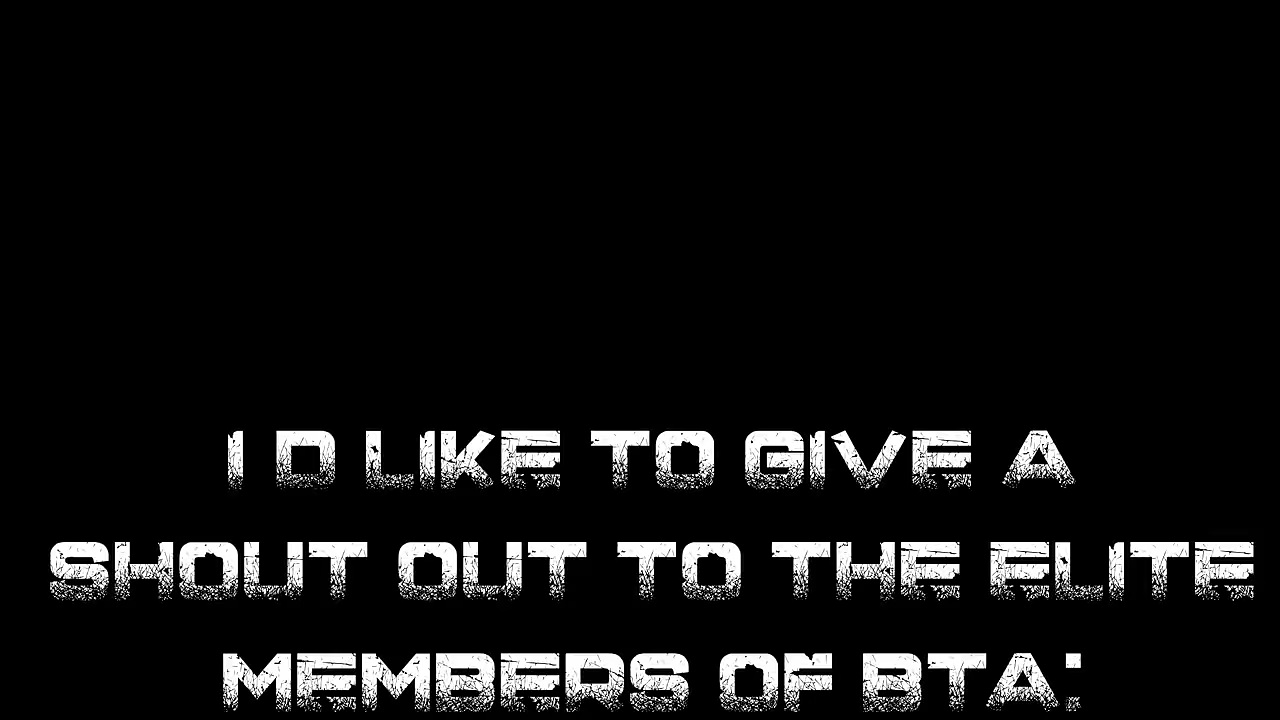 I D LIKE TO GIVE A
SHOUT OUT TO THE ELITE
MEMBERS OF BTA: